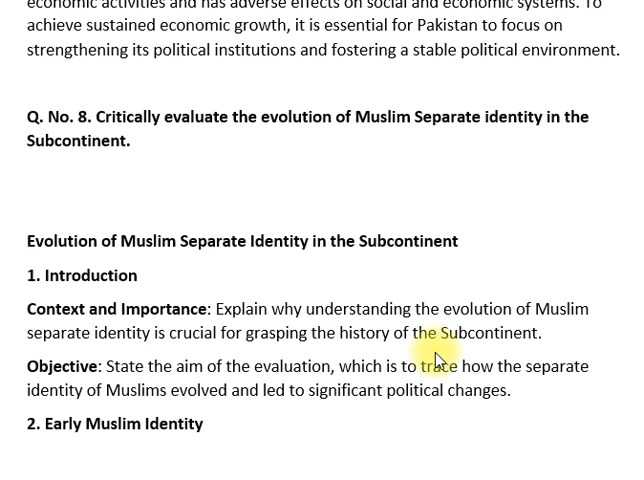 economic activities and has adverse effects on social and economic systems. To
achieve sustained economic growth, it is essential for Pakistan to focus on
strengthening its political institutions and fostering a stable political environment.
Q. No. 8. Critically evaluate the evolution of Muslim Separate identity in the
Subcontinent.
Evolution of Muslim Separate Identity in the Subcontinent
1. Introduction
Context and Importance: Explain why understanding the evolution of Muslim
separate identity is crucial for grasping the history of the Subcontinent.
Objective: State the aim of the evaluation, which is to trace how the separate
identity of Muslims evolved and led to significant political changes.
2. Early Muslim Identity